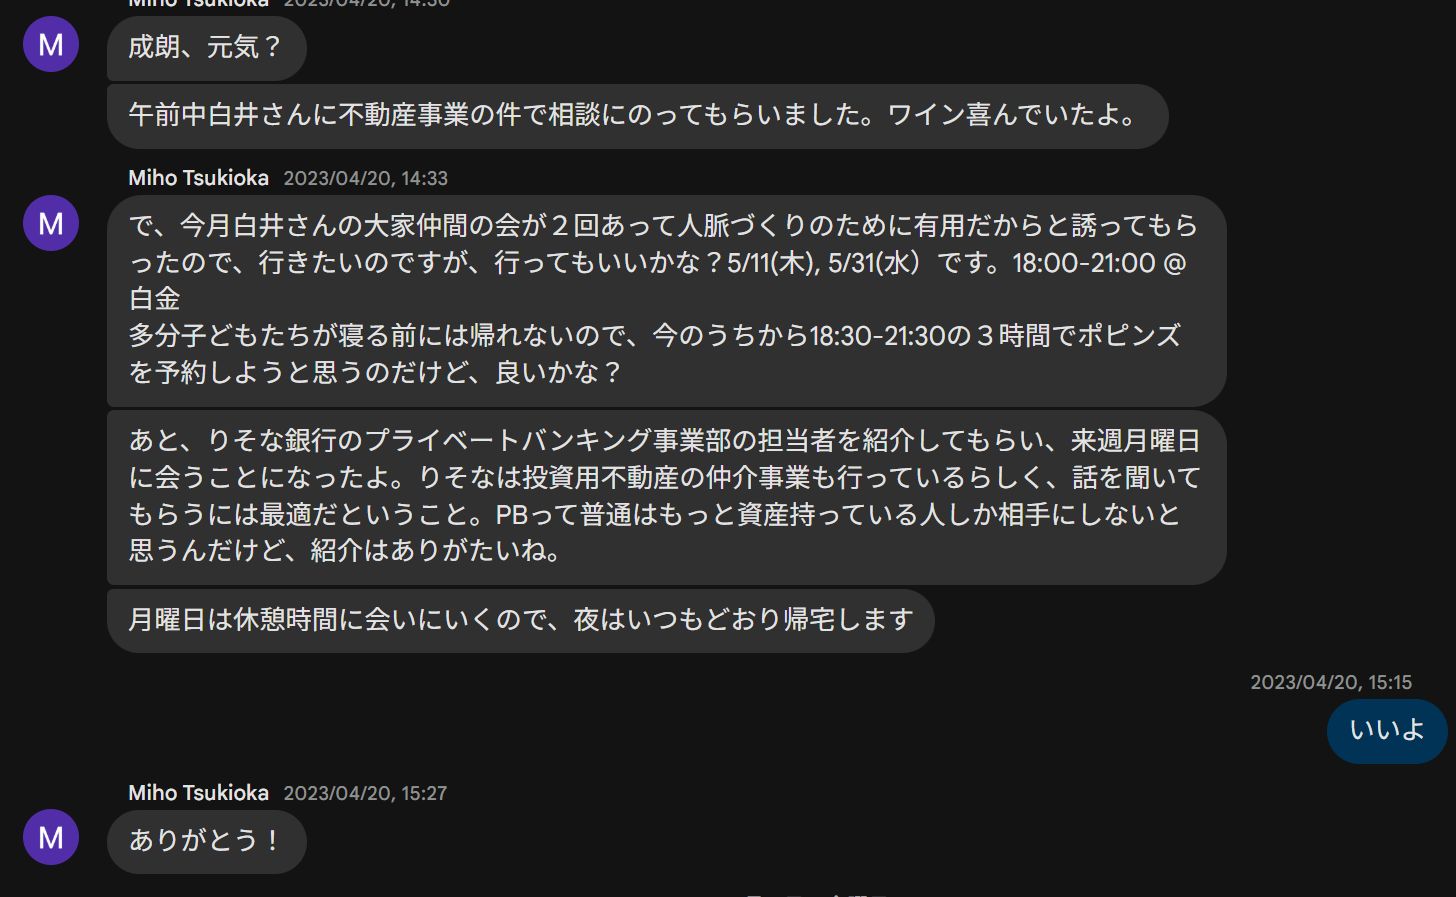 Miho Tsukioka 2023/04/20, 14:30
M
成朗、元気？
午前中白井さんに不動産事業の件で相談にのってもらいました。ワイン喜んでいたよ。
Miho Tsukioka 2023/04/20, 14:33
M
で、今月白井さんの大家仲間の会が２回あって人脈づくりのために有用だからと誘ってもら
ったので、行きたいのですが、行ってもいいかな？5/11(木), 5/31(水）です。18:00-21:00 @
白金
多分子どもたちが寝る前には帰れないので、今のうちから18:30-21:30の３時間でポピンズ
を予約しようと思うのだけど、良いかな？
あと、りそな銀行のプライベートバンキング事業部の担当者を紹介してもらい、来週月曜日
に会うことになったよ。りそなは投資用不動産の仲介事業も行っているらしく、話を聞いて
もらうには最適だということ。PBって普通はもっと資産持っている人しか相手にしないと
思うんだけど、紹介はありがたいね。
月曜日は休憩時間に会いにいくので、夜はいつもどおり帰宅します
2023/04/20, 15:15
いいよ
Miho Tsukioka 2023/04/20, 15:27
M
ありがとう！